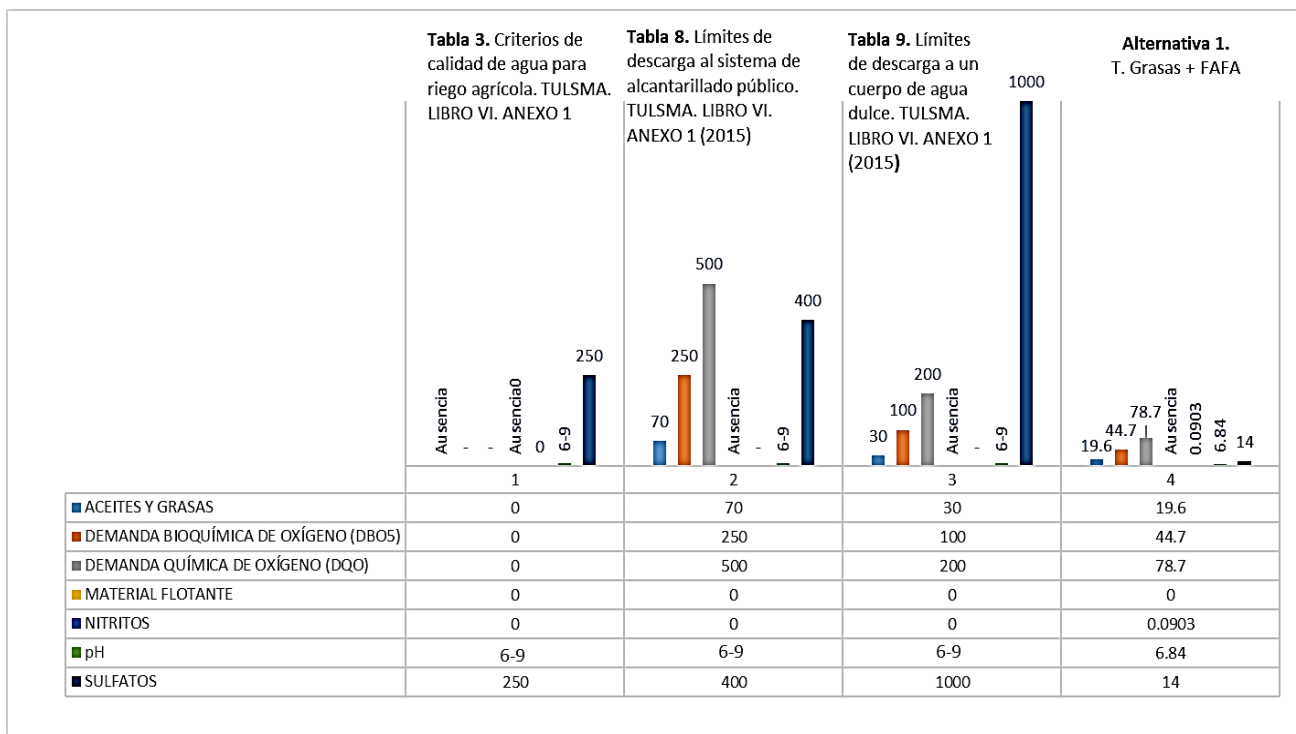 Tabla 3. Criterios de
calidad de agua para
riego agrícola. TULSMA.
LIBRO VI. ANEXO 1
Tabla 8. Límites de
descarga al sistema de
alcantarillado público.
TULSMA. LIBRO VI.
ANEXO 1 (2015)
Tabla 9. Límites
de descarga a un
cuerpo de agua
dulce. TULSMA.
LIBRO VI. ANEXO 1
(2015)
Alternativa 1.
T. Grasas + FAFA
Ausencia - - Ausencia0 0 6-9 250
70 250 500 Ausencia - 6-9 400
30 100 200 Ausencia - 6-9 1000
19.6 44.7 78.7 Ausencia 0.0903 6.84 14
1 2 3 4
ACEITES Y GRASAS 0 70 30 19.6
DEMANDA BIOQUÍMICA DE OXÍGENO (DBO5) 0 250 100 44.7
DEMANDA QUÍMICA DE OXÍGENO (DQO) 0 500 200 78.7
MATERIAL FLOTANTE 0 0 0 0
NITRITOS 0 0 0 0.0903
pH 6-9 6-9 6-9 6.84
SULFATOS 250 400 1000 14